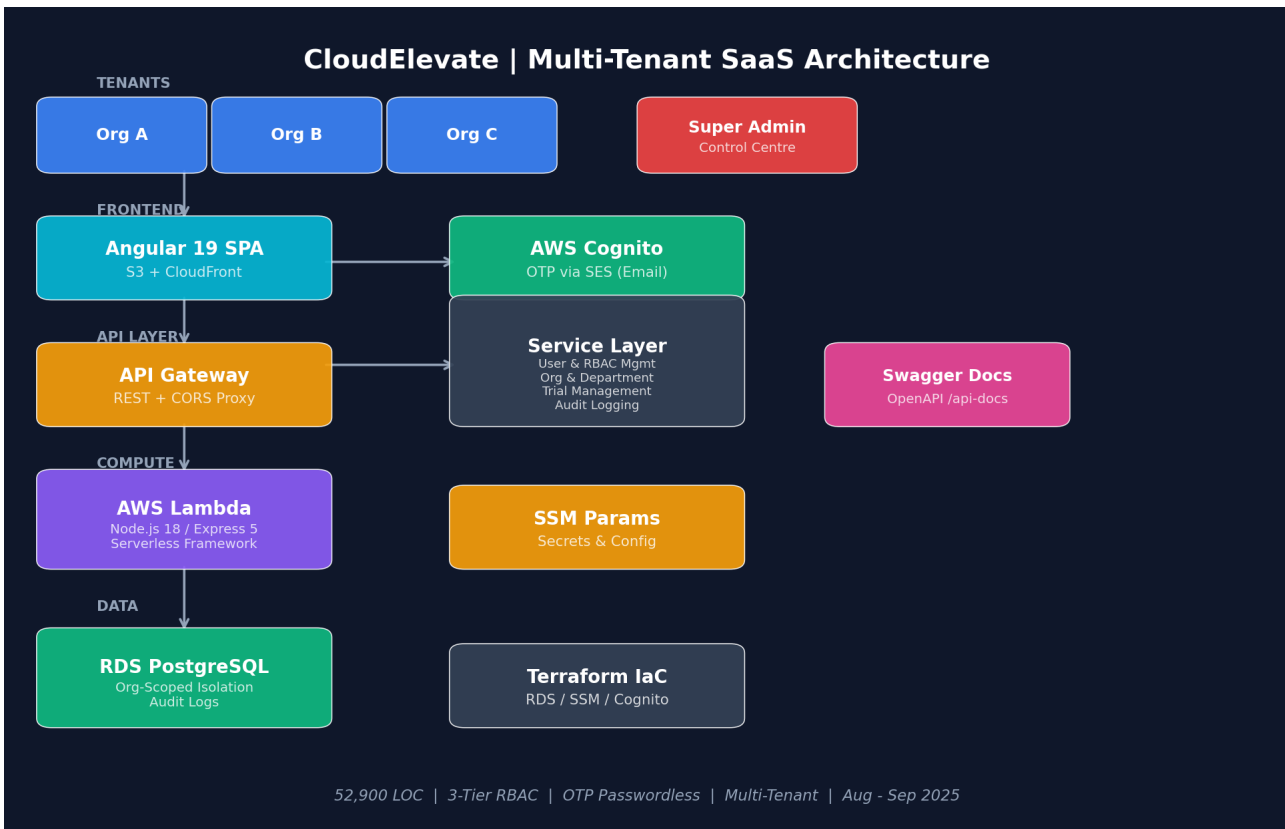 CloudElevate | Multi-Tenant SaaS Architecture
TENANTS
Org A
Org B
Org C
Super Admin
Control Centre
FRONTEND
Angular 19 SPA
S3 + CloudFront
AWS Cognito
OTP via SES (Email)
API LAYER
API Gateway
REST + CORS Proxy
Service Layer
User & RBAC Mgmt
Org & Department
Trial Management
Audit Logging
Swagger Docs
OpenAPI /api-docs
COMPUTE
AWS Lambda
Node.js 18 / Express 5
Serverless Framework
SSM Params
Secrets & Config
DATA
RDS PostgreSQL
Org-Scoped Isolation
Audit Logs
Terraform IaC
RDS / SSM / Cognito
52,900 LOC | 3-Tier RBAC | OTP Passwordless | Multi-Tenant | Aug - Sep 2025